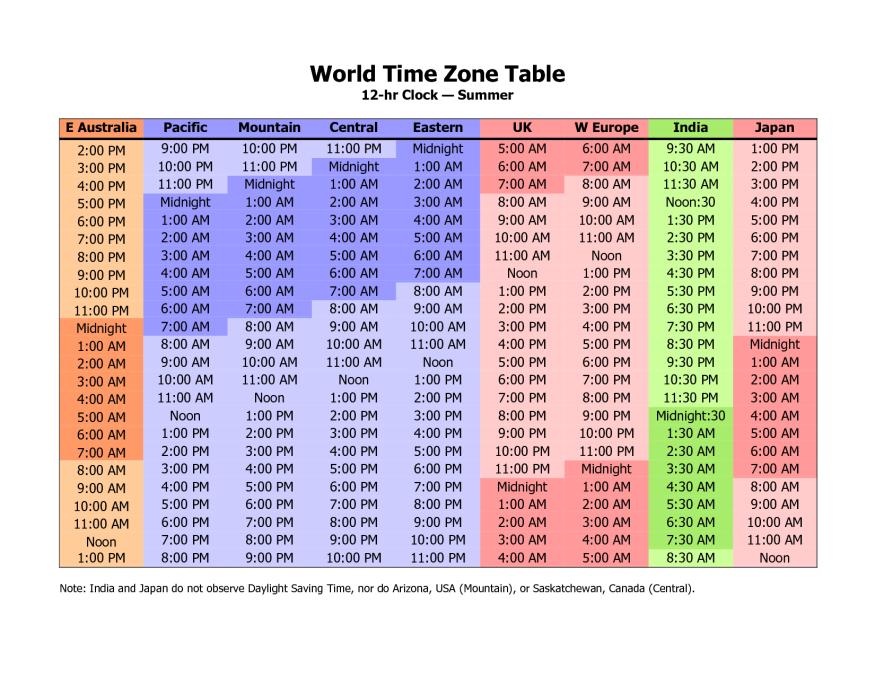 World Time Zone Table
12-hr Clock — Summer
E Australia Pacific Mountain Central Eastern UK W Europe India Japan
2:00 PM 9:00 PM 10:00 PM 11:00 PM Midnight 5:00 AM 6:00 AM 9:30 AM 1:00 PM
3:00 PM 10:00 PM 11:00 PM Midnight 1:00 AM 6:00 AM 7:00 AM 10:30 AM 2:00 PM
4:00 PM 11:00 PM Midnight 1:00 AM 2:00 AM 7:00 AM 8:00 AM 11:30 AM 3:00 PM
5:00 PM Midnight 1:00 AM 2:00 AM 3:00 AM 8:00 AM 9:00 AM Noon:30 4:00 PM
6:00 PM 1:00 AM 2:00 AM 3:00 AM 4:00 AM 9:00 AM 10:00 AM 1:30 PM 5:00 PM
7:00 PM 2:00 AM 3:00 AM 4:00 AM 5:00 AM 10:00 AM 11:00 AM 2:30 PM 6:00 PM
8:00 PM 3:00 AM 4:00 AM 5:00 AM 6:00 AM 11:00 AM Noon 3:30 PM 7:00 PM
9:00 PM 4:00 AM 5:00 AM 6:00 AM 7:00 AM Noon 1:00 PM 4:30 PM 8:00 PM
10:00 PM 5:00 AM 6:00 AM 7:00 AM 8:00 AM 1:00 PM 2:00 PM 5:30 PM 9:00 PM
11:00 PM 6:00 AM 7:00 AM 8:00 AM 9:00 AM 2:00 PM 3:00 PM 6:30 PM 10:00 PM
Midnight 7:00 AM 8:00 AM 9:00 AM 10:00 AM 3:00 PM 4:00 PM 7:30 PM 11:00 PM
1:00 AM 8:00 AM 9:00 AM 10:00 AM 11:00 AM 4:00 PM 5:00 PM 8:30 PM Midnight
2:00 AM 9:00 AM 10:00 AM 11:00 AM Noon 5:00 PM 6:00 PM 9:30 PM 1:00 AM
3:00 AM 10:00 AM 11:00 AM Noon 1:00 PM 6:00 PM 7:00 PM 10:30 PM 2:00 AM
4:00 AM 11:00 AM Noon 1:00 PM 2:00 PM 7:00 PM 8:00 PM 11:30 PM 3:00 AM
5:00 AM Noon 1:00 PM 2:00 PM 3:00 PM 8:00 PM 9:00 PM Midnight:30 4:00 AM
6:00 AM 1:00 PM 2:00 PM 3:00 PM 4:00 PM 9:00 PM 10:00 PM 1:30 AM 5:00 AM
7:00 AM 2:00 PM 3:00 PM 4:00 PM 5:00 PM 10:00 PM 11:00 PM 2:30 AM 6:00 AM
8:00 AM 3:00 PM 4:00 PM 5:00 PM 6:00 PM 11:00 PM Midnight 3:30 AM 7:00 AM
9:00 AM 4:00 PM 5:00 PM 6:00 PM 7:00 PM Midnight 1:00 AM 4:30 AM 8:00 AM
10:00 AM 5:00 PM 6:00 PM 7:00 PM 8:00 PM 1:00 AM 2:00 AM 5:30 AM 9:00 AM
11:00 AM 6:00 PM 7:00 PM 8:00 PM 9:00 PM 2:00 AM 3:00 AM 6:30 AM 10:00 AM
Noon 7:00 PM 8:00 PM 9:00 PM 10:00 PM 3:00 AM 4:00 AM 7:30 AM 11:00 AM
1:00 PM 8:00 PM 9:00 PM 10:00 PM 11:00 PM 4:00 AM 5:00 AM 8:30 AM Noon
Note: India and Japan do not observe Daylight Saving Time, nor do Arizona, USA (Mountain), or Saskatchewan, Canada (Central).